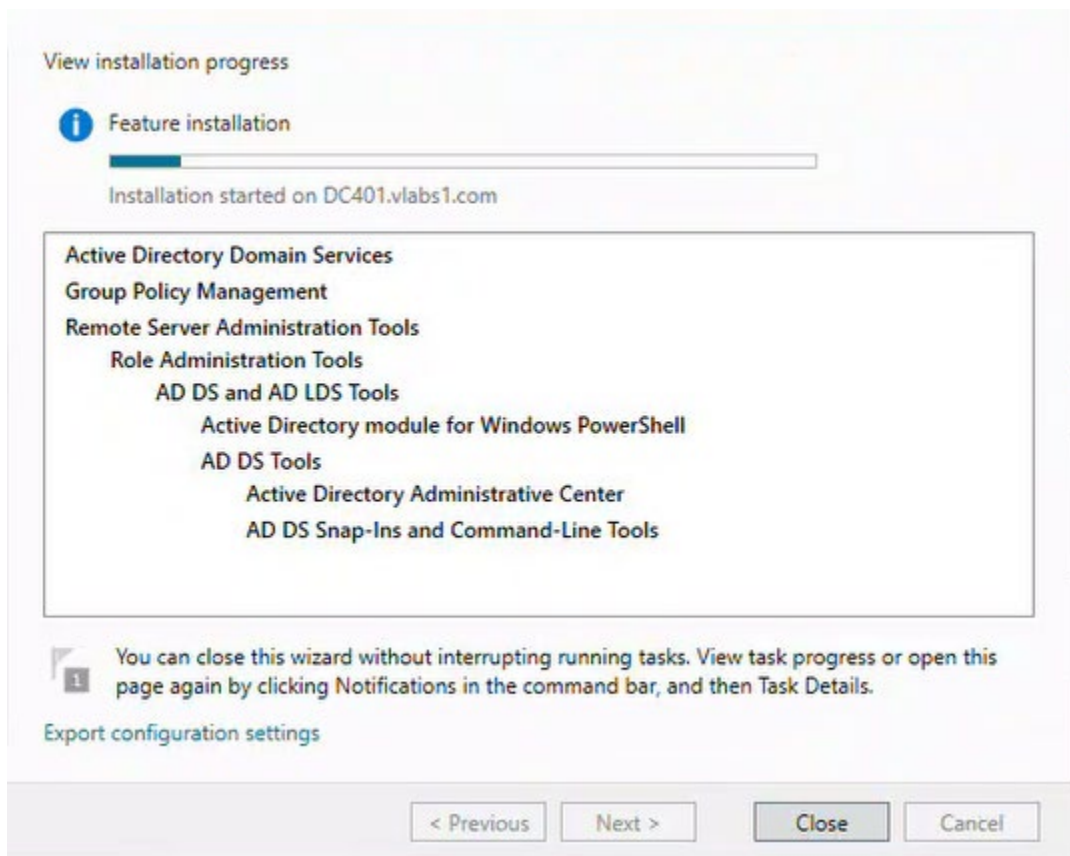 View installation progress
Feature installation
Installation started on DC401.vlabs1.com
Active Directory Domain Services
Group Policy Management
Remote Server Administration Tools
Role Administration Tools
AD DS and AD LDS Tools
Active Directory module for Windows PowerShell
AD DS Tools
Active Directory Administrative Center
AD DS Snap-Ins and Command-Line Tools
1
You can close this wizard without interrupting running tasks. View task progress or open this
page again by clicking Notifications in the command bar, and then Task Details.
Export configuration settings
< Previous Next > Close Cancel